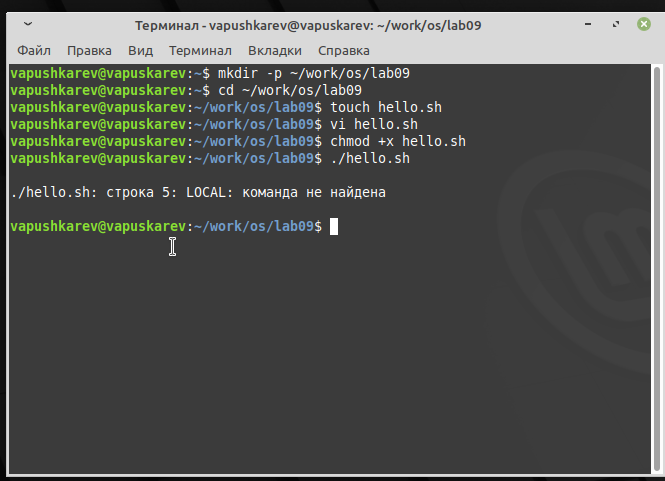 Терминал - vapushkarev@vapuskarev: ~/work/os/lab09
Файл Правка Вид Терминал Вкладки Справка
vapushkarev@vapuskarev:~$ mkdir -p ~/work/os/lab09
vapushkarev@vapuskarev:~$ cd ~/work/os/lab09
vapushkarev@vapuskarev:~/work/os/lab09$ touch hello.sh
vapushkarev@vapuskarev:~/work/os/lab09$ vi hello.sh
vapushkarev@vapuskarev:~/work/os/lab09$ chmod +x hello.sh
vapushkarev@vapuskarev:~/work/os/lab09$ ./hello.sh
./hello.sh: строка 5: LOCAL: команда не найдена
vapushkarev@vapuskarev:~/work/os/lab09$